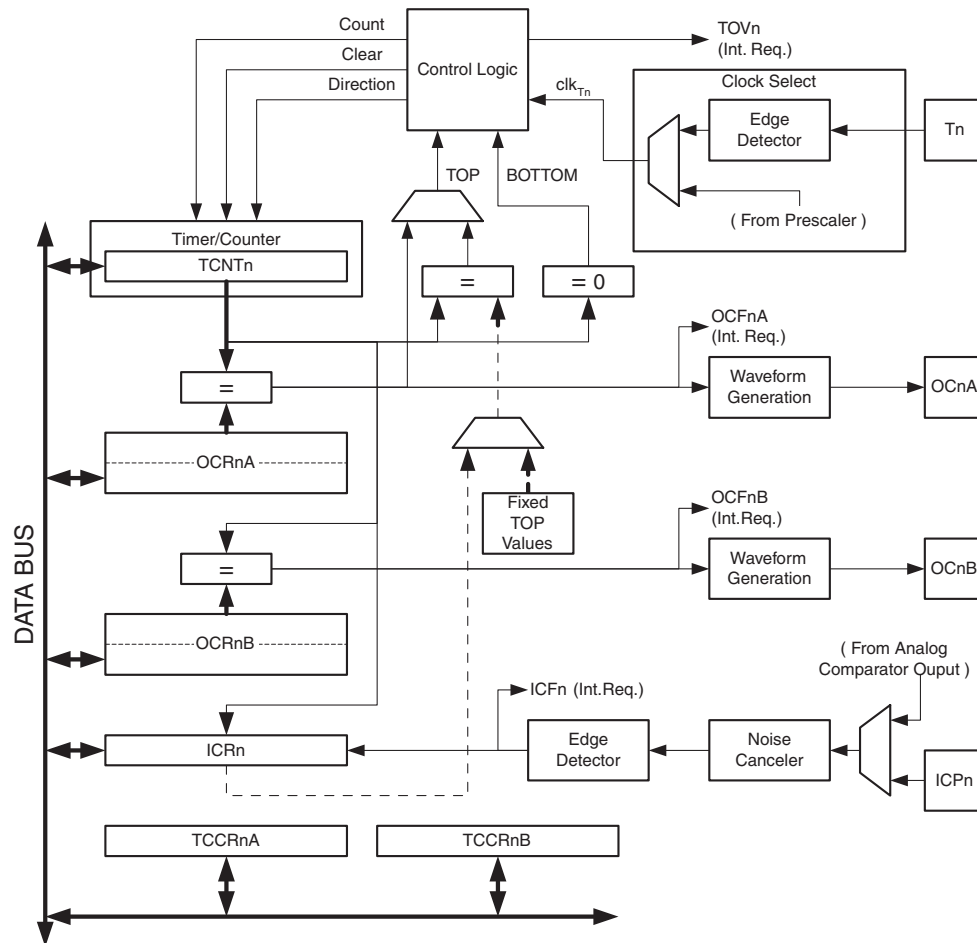 Count
Clear
Direction
Control Logic
TOVn
(Int. Req.)
clkTn
Clock Select
Edge
Detector
Tn
( From Prescaler )
TOP
BOTTOM
Timer/Counter
TCNTn
=
= 0
OCFnA
(Int. Req.)
=
Waveform
Generation
OCnA
OCRnA
Fixed
TOP
Values
OCFnB
(Int.Req.)
=
Waveform
Generation
OCnB
OCRnB
DATA BUS
( From Analog
Comparator Ouput )
ICFn (Int.Req.)
ICRn
Edge
Detector
Noise
Canceler
ICPn
TCCRnA
TCCRnB